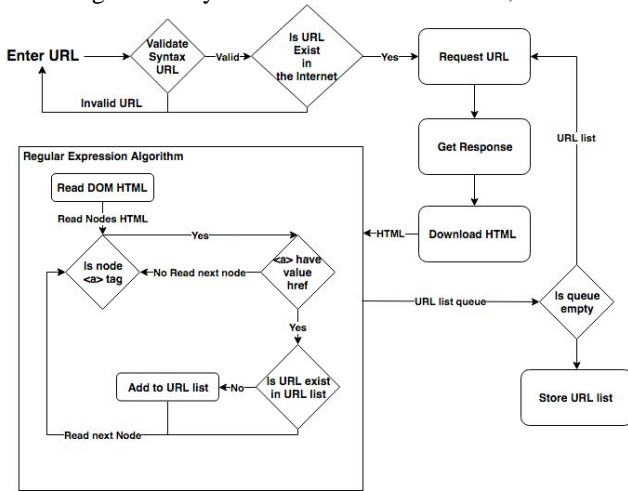 Enter URL
Validate
Syntax
URL
Valid
Is URL
Exist
in
the Internet
Yes
Request URL
Invalid URL
URL list
Get Response
Regular Expression Algorithm
Read DOM HTML
Read Nodes HTML
Yes
HTML
Download HTML
Is node
<a> tag
No Read next node
<a> have
value
href
URL list queue
Is queue
empty
Yes
Add to URL list
No
Is URL exist
in URL list
Store URL list
Read next Node